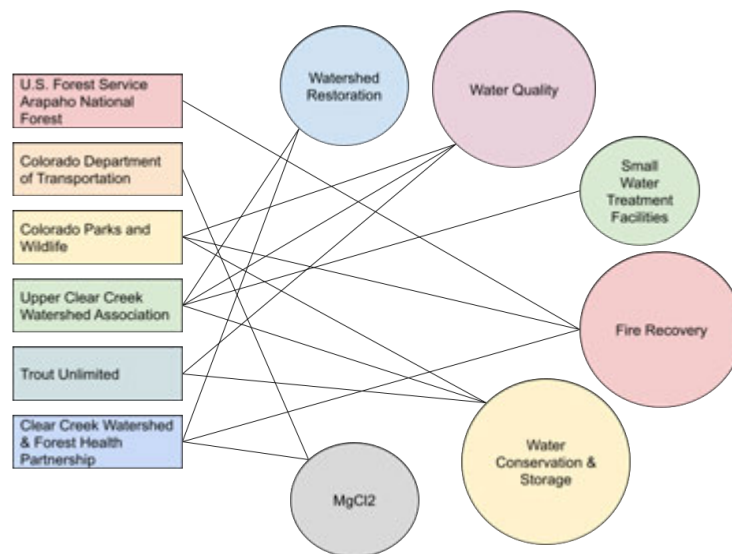 U.S. Forest Service
Arapaho National
Forest
Colorado Department
of Transportation
Colorado Parks and
Wildlife
Upper Clear Creek
Watershed Association
Trout Unlimited
Clear Creek Watershed
& Forest Health
Partnership
Watershed
Restoration
Water Quality
Small
Water
Treatment
Facilities
Fire Recovery
Water
Conservation &
Storage
MgCl2